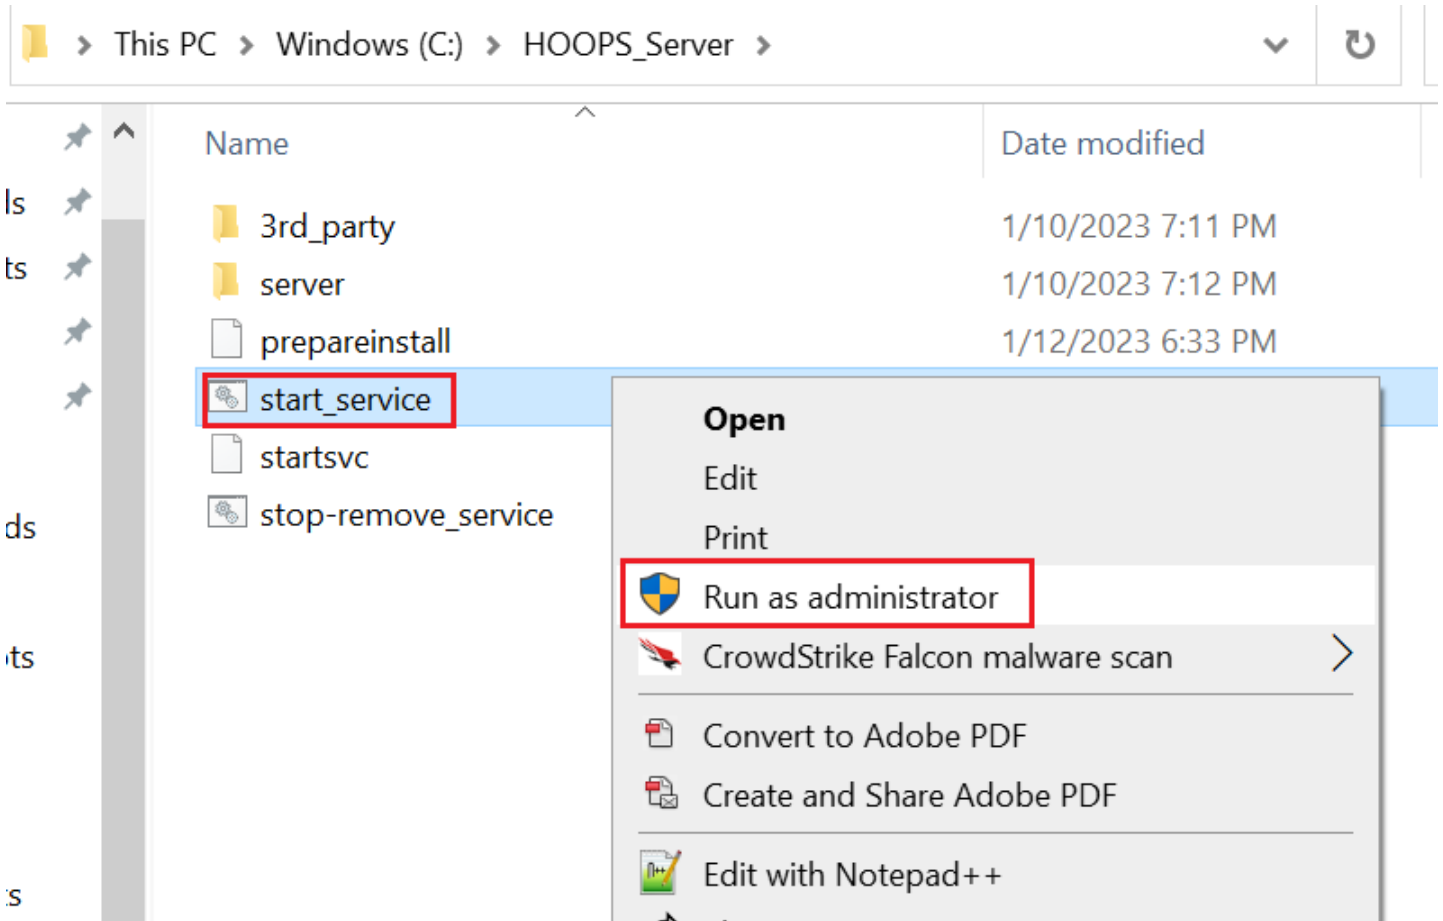 This PC > Windows (C:) > HOOPS_Server >
Name Date modified
ls
3rd_party 1/10/2023 7:11 PM
ts
server 1/10/2023 7:12 PM
prepareinstall 1/12/2023 6:33 PM
start_service
Open
startsvc
Edit
stop-remove_service
ds
Print
Run as administrator
ts
CrowdStrike Falcon malware scan
Convert to Adobe PDF
Create and Share Adobe PDF
Edit with Notepad++
s